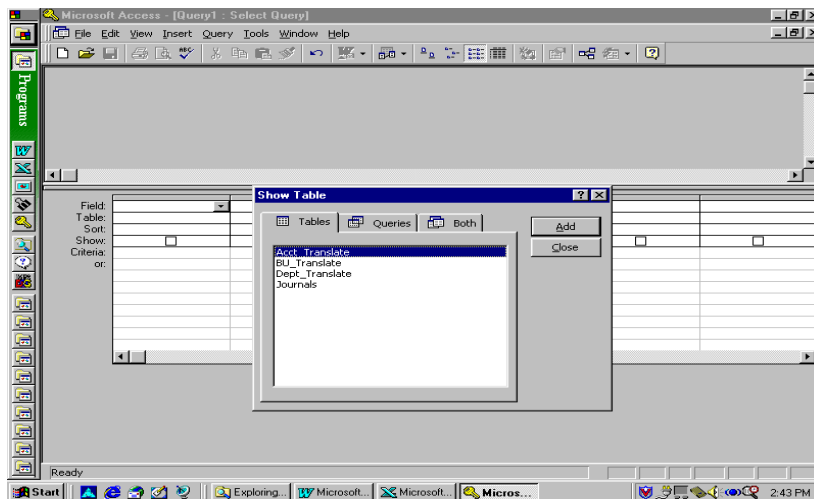 Microsoft Access - [Query1 : Select Query]
File Edit View Insert Query Tools Window Help
Programs
Show Table
Tables Queries Both
Add
Close
Acct_Translate
BU_Translate
Dept_Translate
Journals
Field:
Table:
Sort:
Show:
Criteria:
or:
Ready
Start Exploring... Microsoft... Microsoft... Micros... 2:43 PM